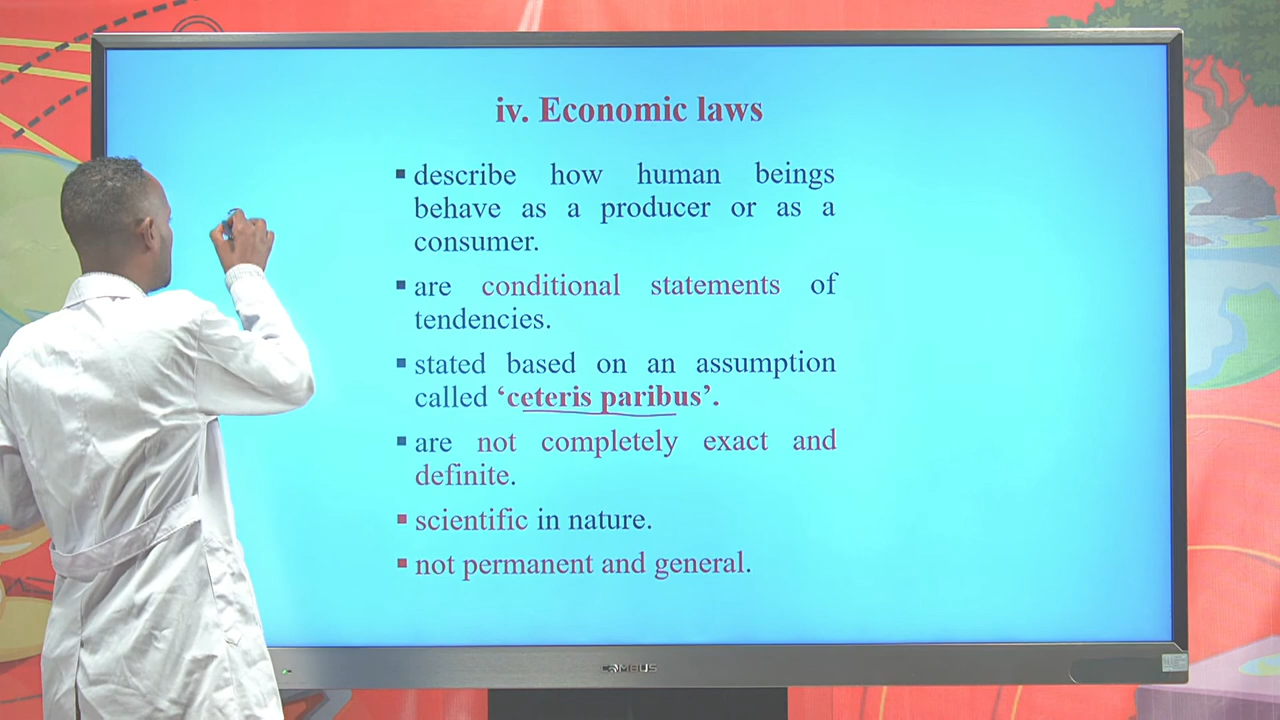 iv. Economic laws
▪ describe how human beings
behave as a producer or as a
consumer.
▪ are conditional statements of
tendencies.
▪ stated based on an assumption
called ‘ceteris paribus’.
▪ are not completely exact and
definite.
▪ scientific in nature.
▪ not permanent and general.